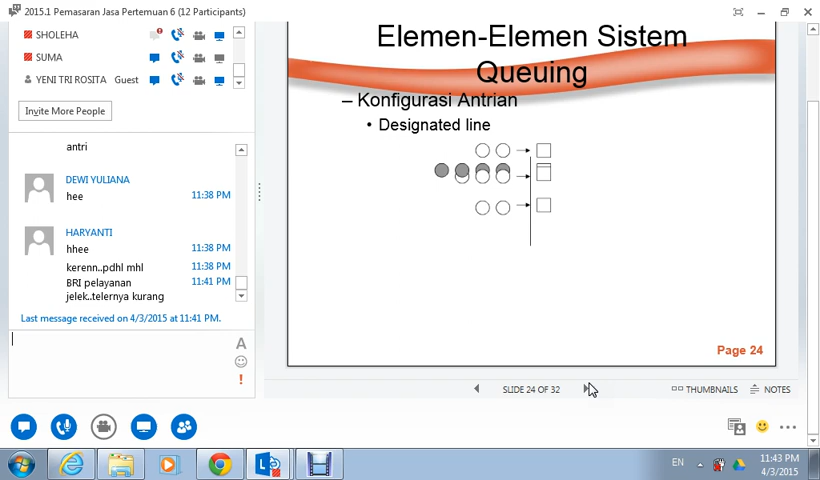 2015.1 Pemasaran Jasa Pertemuan 6 (12 Participants)
SHOLEHA
SUMA
YENI TRI ROSITA Guest
Invite More People
antri
DEWI YULIANA
hee 11:38 PM
HARYANTI
hhee 11:38 PM
kerenn..pdhl mhl 11:38 PM
BRI pelayanan 11:41 PM
jelek..telernya kurang
Last message received on 4/3/2015 at 11:41 PM.
A
!
Elemen-Elemen Sistem
Queuing
– Konfigurasi Antrian
• Designated line
Page 24
SLIDE 24 OF 32
THUMBNAILS
NOTES
EN
11:43 PM
4/3/2015